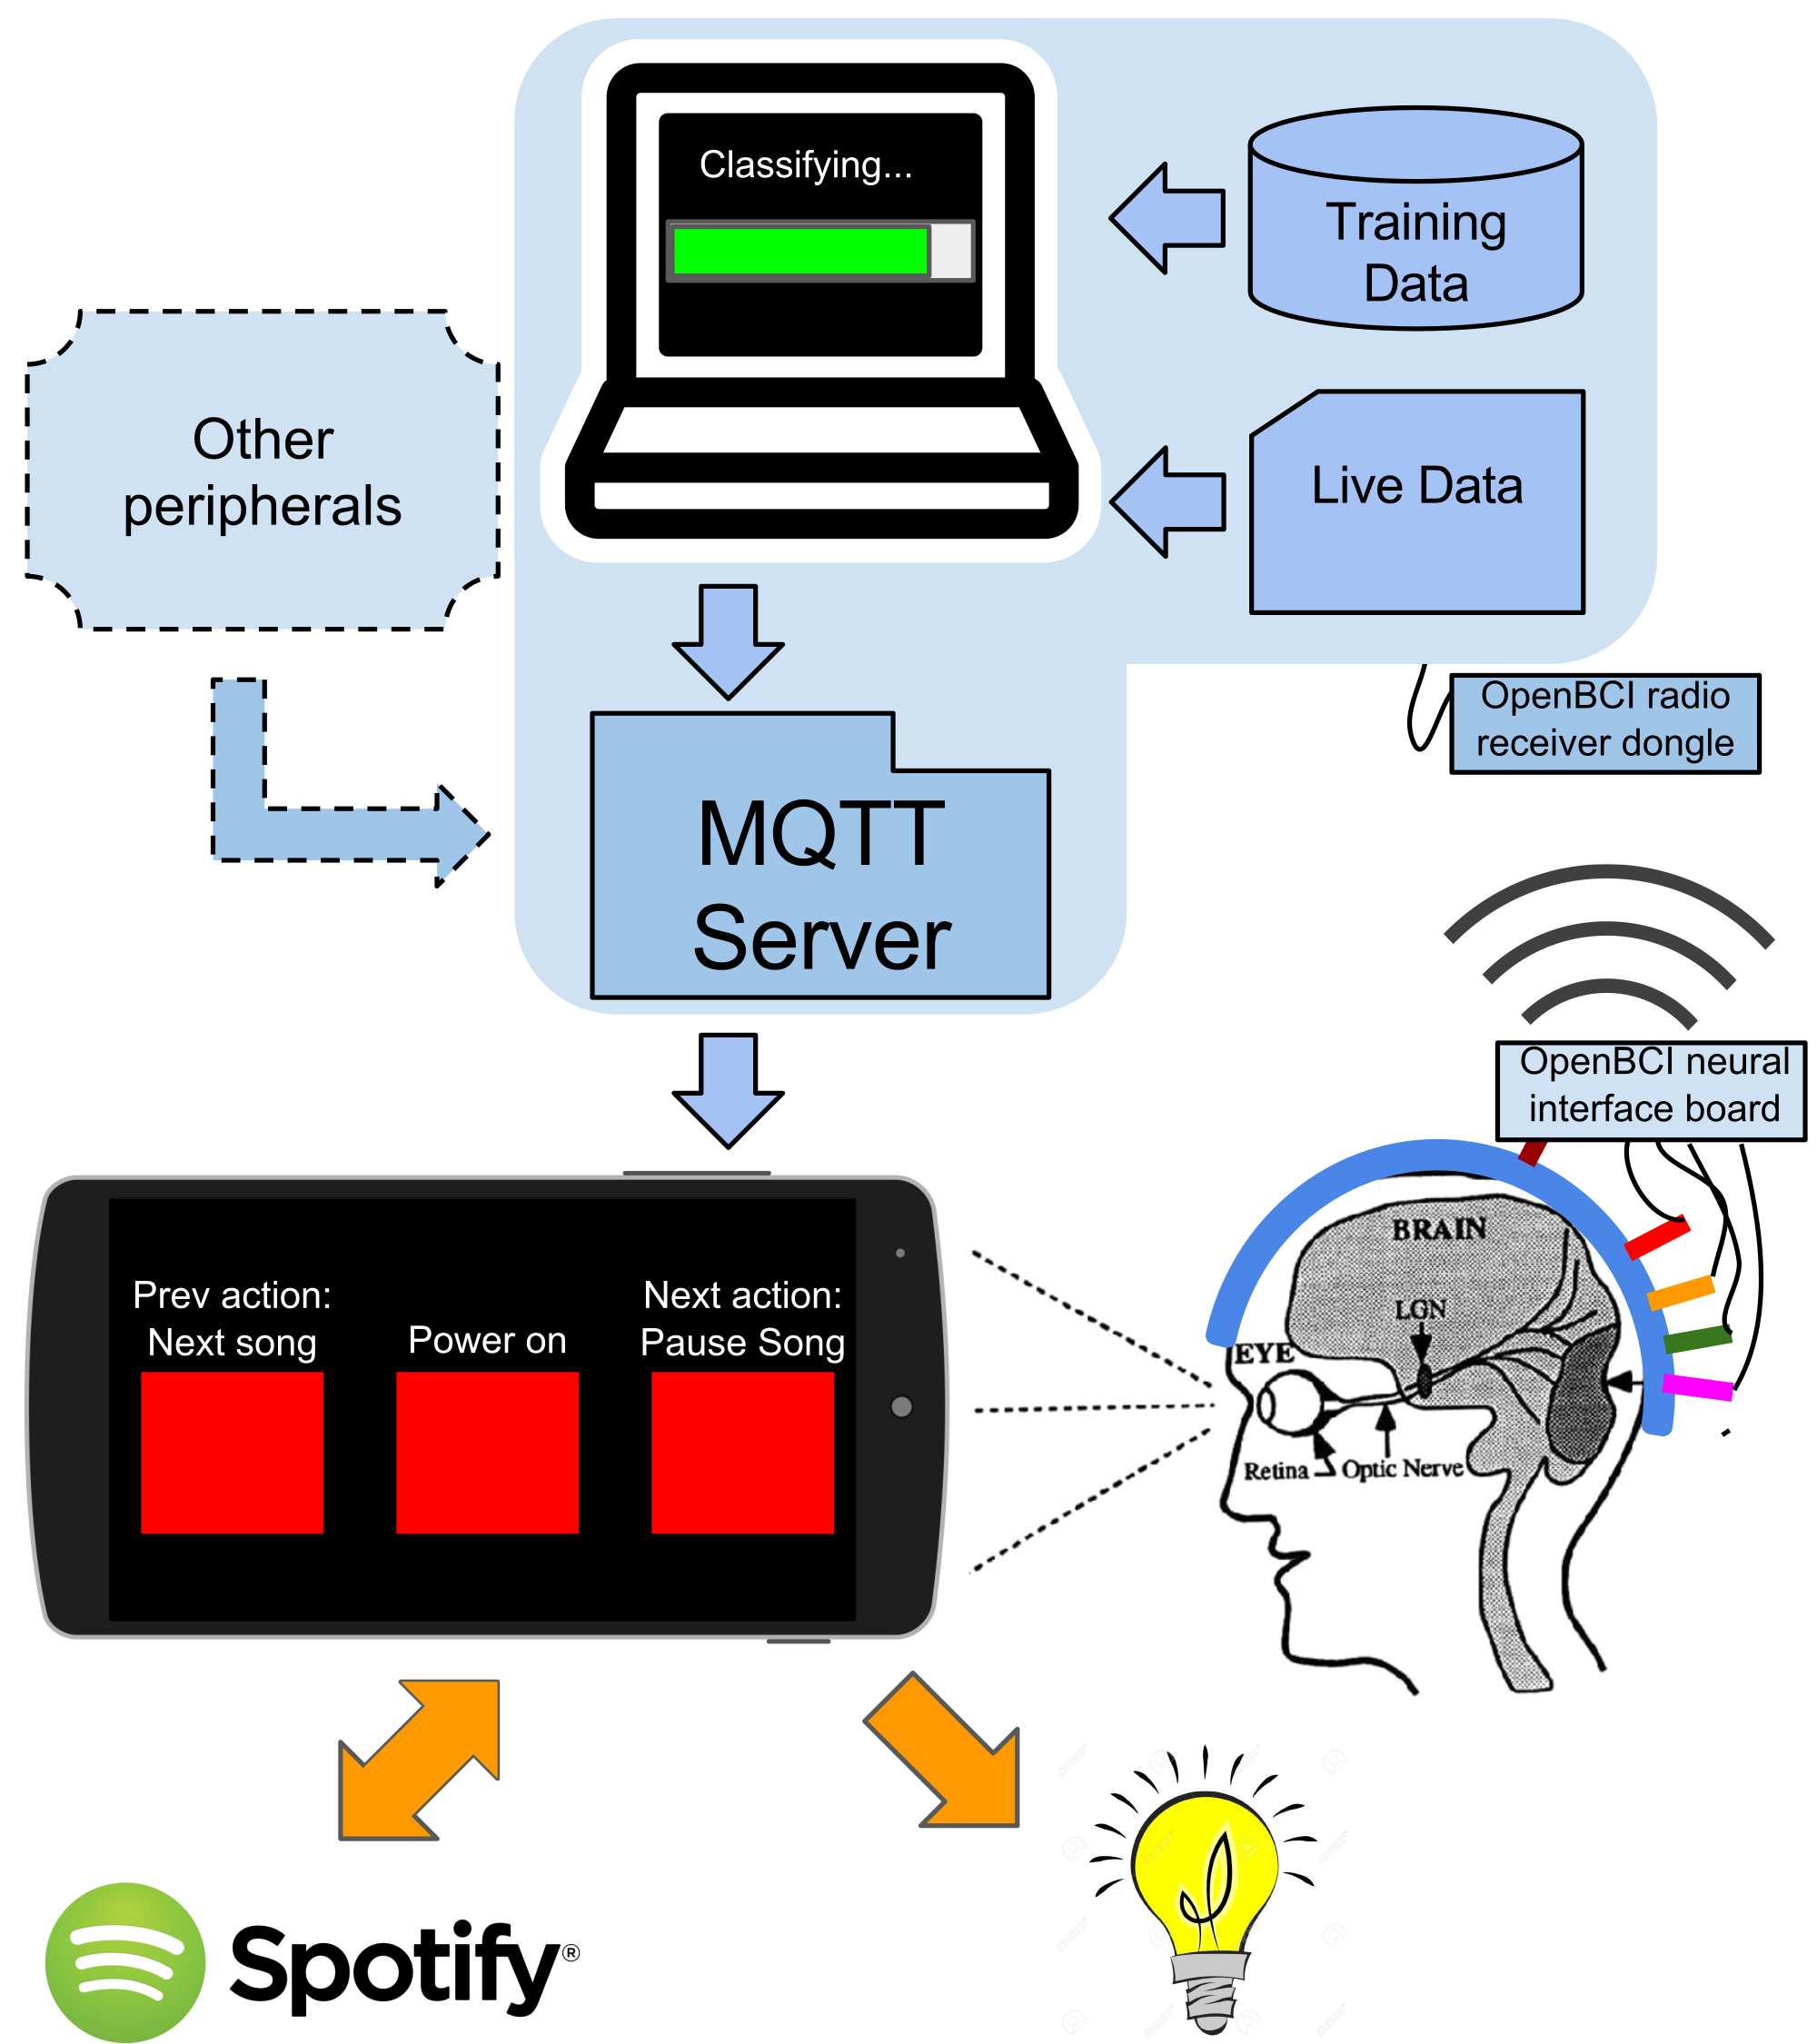 Classifying...
Training
Data
Other
peripherals
Live Data
OpenBCI radio
receiver dongle
MQTT
Server
OpenBCI neural
interface board
Prev action:
Next song
Power on
Next action:
Pause Song
BRAIN
LGN
EYE
Retina
Optic Nerve
Spotify®